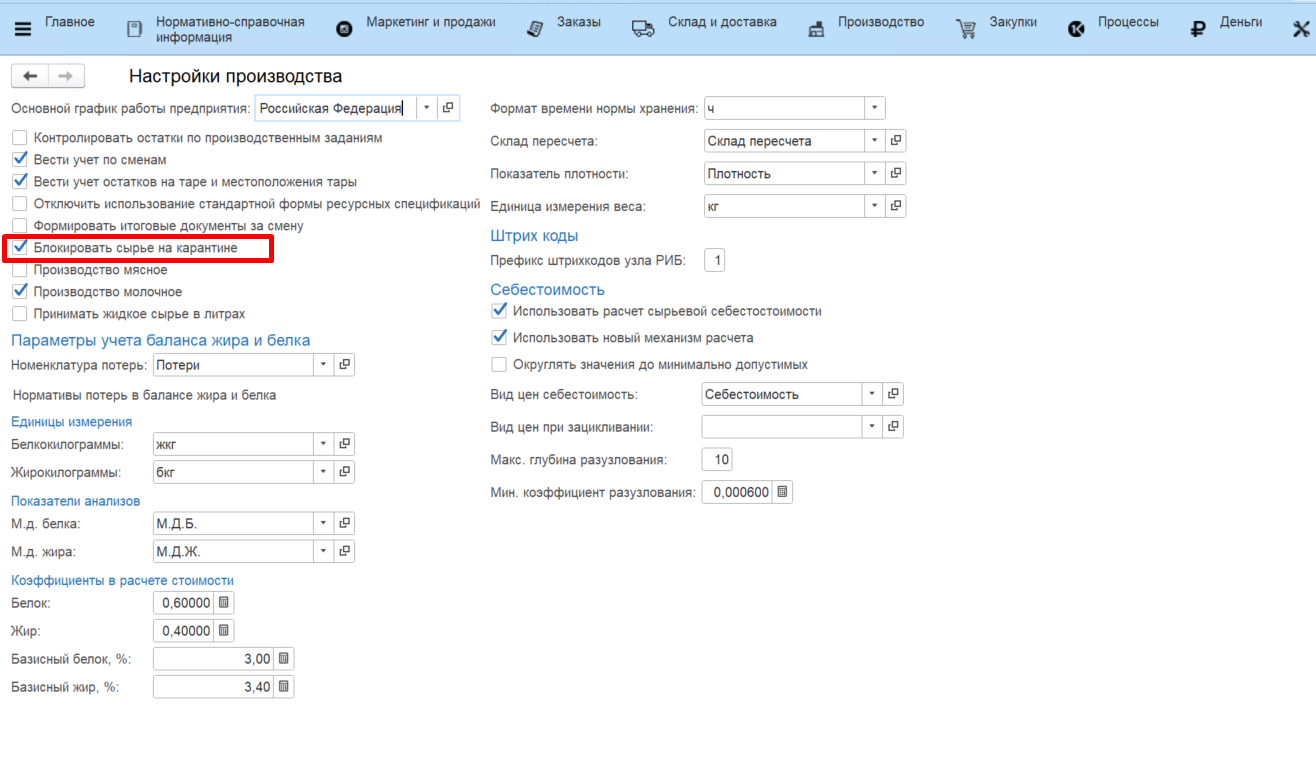 Главное
Нормативно-справочная
информация
Маркетинг и продажи
Заказы
Склад и доставка
Производство
Закупки
Процессы
Деньги
Настройки производства
Основной график работы предприятия: Российская Федерация
Контролировать остатки по производственным заданиям
Вести учет по сменам
Вести учет остатков на таре и местоположения тары
Отключить использование стандартной формы ресурсных спецификаций
Формировать итоговые документы за смену
Блокировать сырье на карантине
Производство мясное
Производство молочное
Принимать жидкое сырье в литрах
Параметры учета баланса жира и белка
Номенклатура потерь: Потери
Нормативы потерь в балансе жира и белка
Единицы измерения
Белкокилограммы: жкг
Жирокилограммы: бкг
Показатели анализов
М.д. белка: М.Д.Б.
М.д. жира: М.Д.Ж.
Коэффициенты в расчете стоимости
Белок: 0,60000
Жир: 0,40000
Базисный белок, %: 3,00
Базисный жир, %: 3,40
Формат времени нормы хранения: ч
Склад пересчета: Склад пересчета
Показатель плотности: Плотность
Единица измерения веса: кг
Штрих коды
Префикс штрихкодов узла РИБ: 1
Себестоимость
Использовать расчет сырьевой себестостоимости
Использовать новый механизм расчета
Округлять значения до минимально допустимых
Вид цен себестоимость: Себестоимость
Вид цен при зацикливании:
Макс. глубина разузлования: 10
Мин. коэффициент разузлования: 0,000600